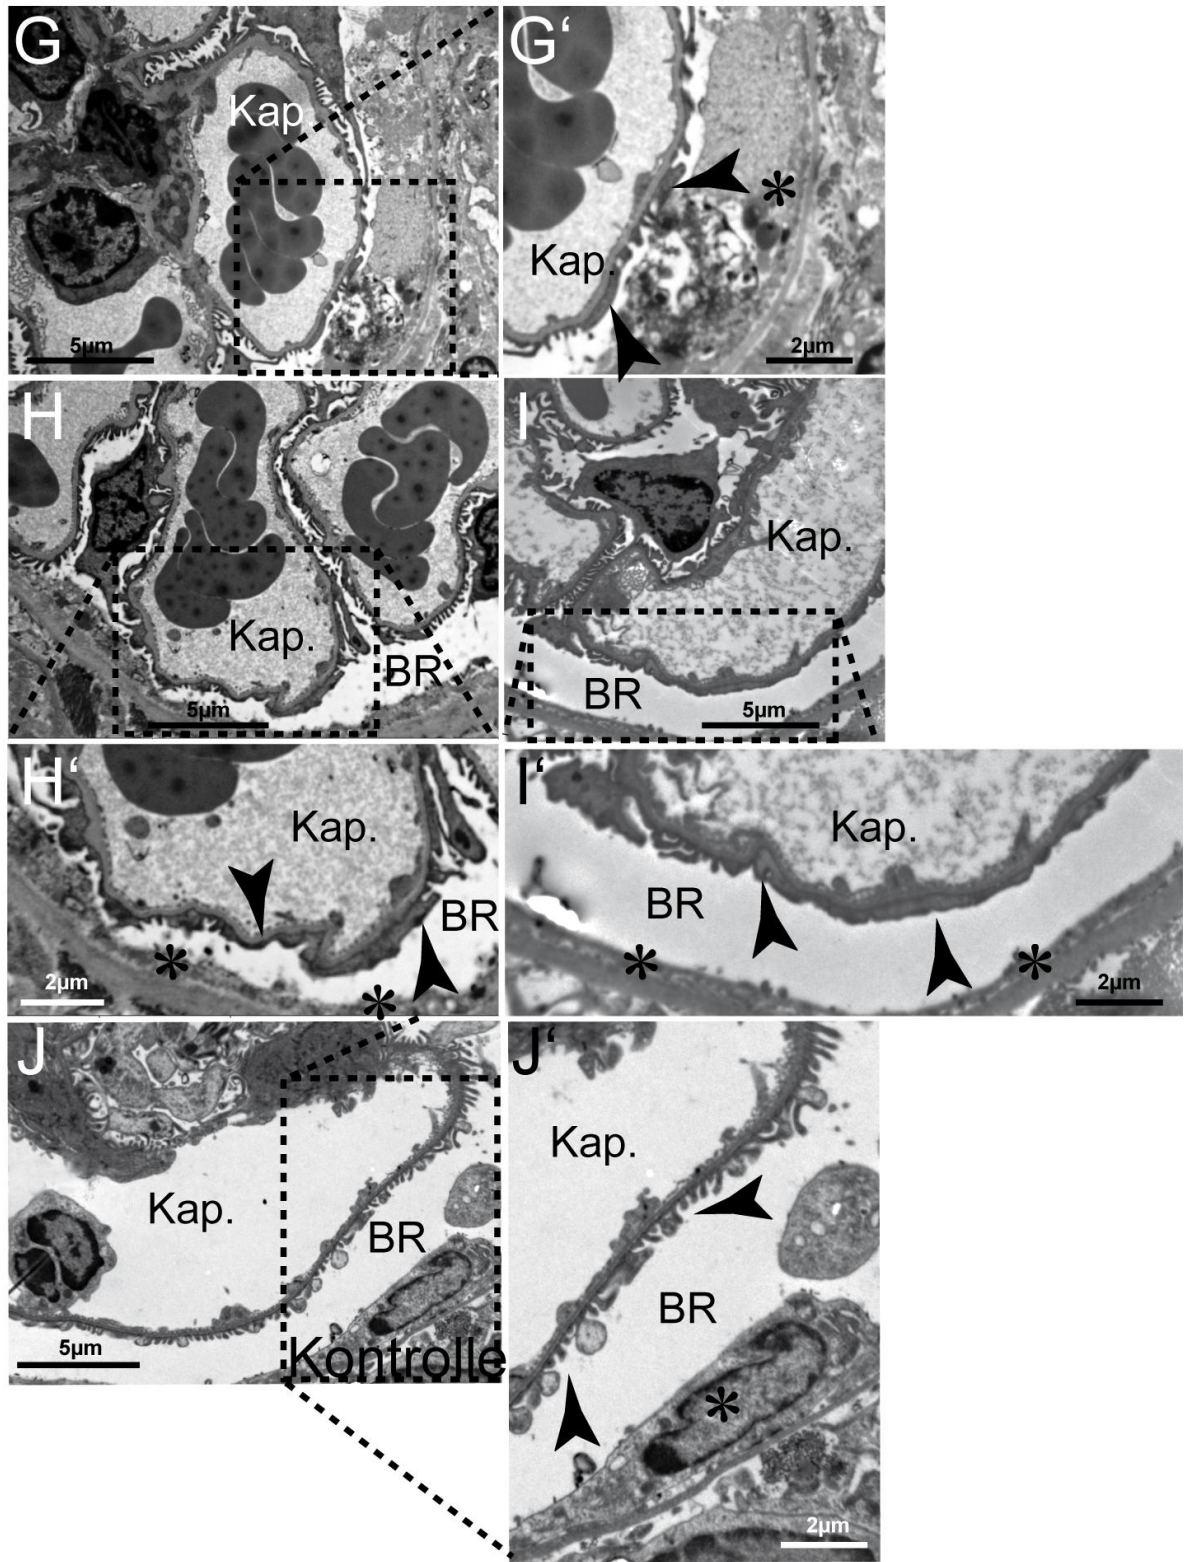 G
Kap.
5µm
G‘
*
Kap.
2µm
H
Kap.
BR
5µm
I
Kap.
BR
5µm
H‘
Kap.
BR
*
*
2µm
I‘
Kap.
BR
*
*
2µm
J
Kap.
BR
5µm
Kontrolle
J‘
Kap.
BR
*
2µm